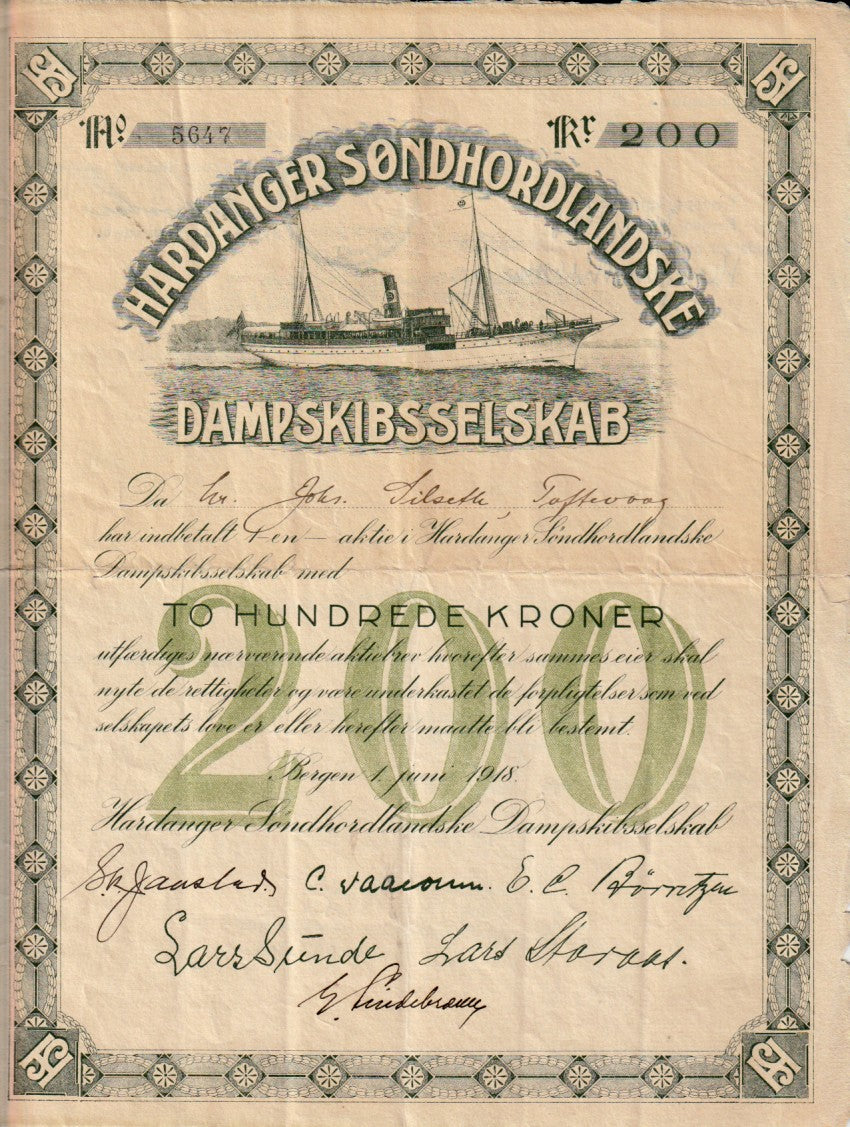 No 5647 Kr 200
HARDANGER SØNDHORDLANDSKE
DAMPSKIBSSELSKAB
Da hr. Johs. Silseth, Toftevaag
har indbetalt 1 en — aktie i Hardanger Søndhordlandske
Dampskibsselskab med
200
TO HUNDREDE KRONER
utfærdiges nærværende aktiebrev hvorefter sammes eier skal
nyte de rettigheter og være underkastet de forpligtelser som ved
selskapets love er eller herefter maatte bli bestemt.
Bergen 1 juni 1918.
Hardanger Søndhordlandske Dampskibsselskab
E. C.
Lars Sunde Lars Storaas.